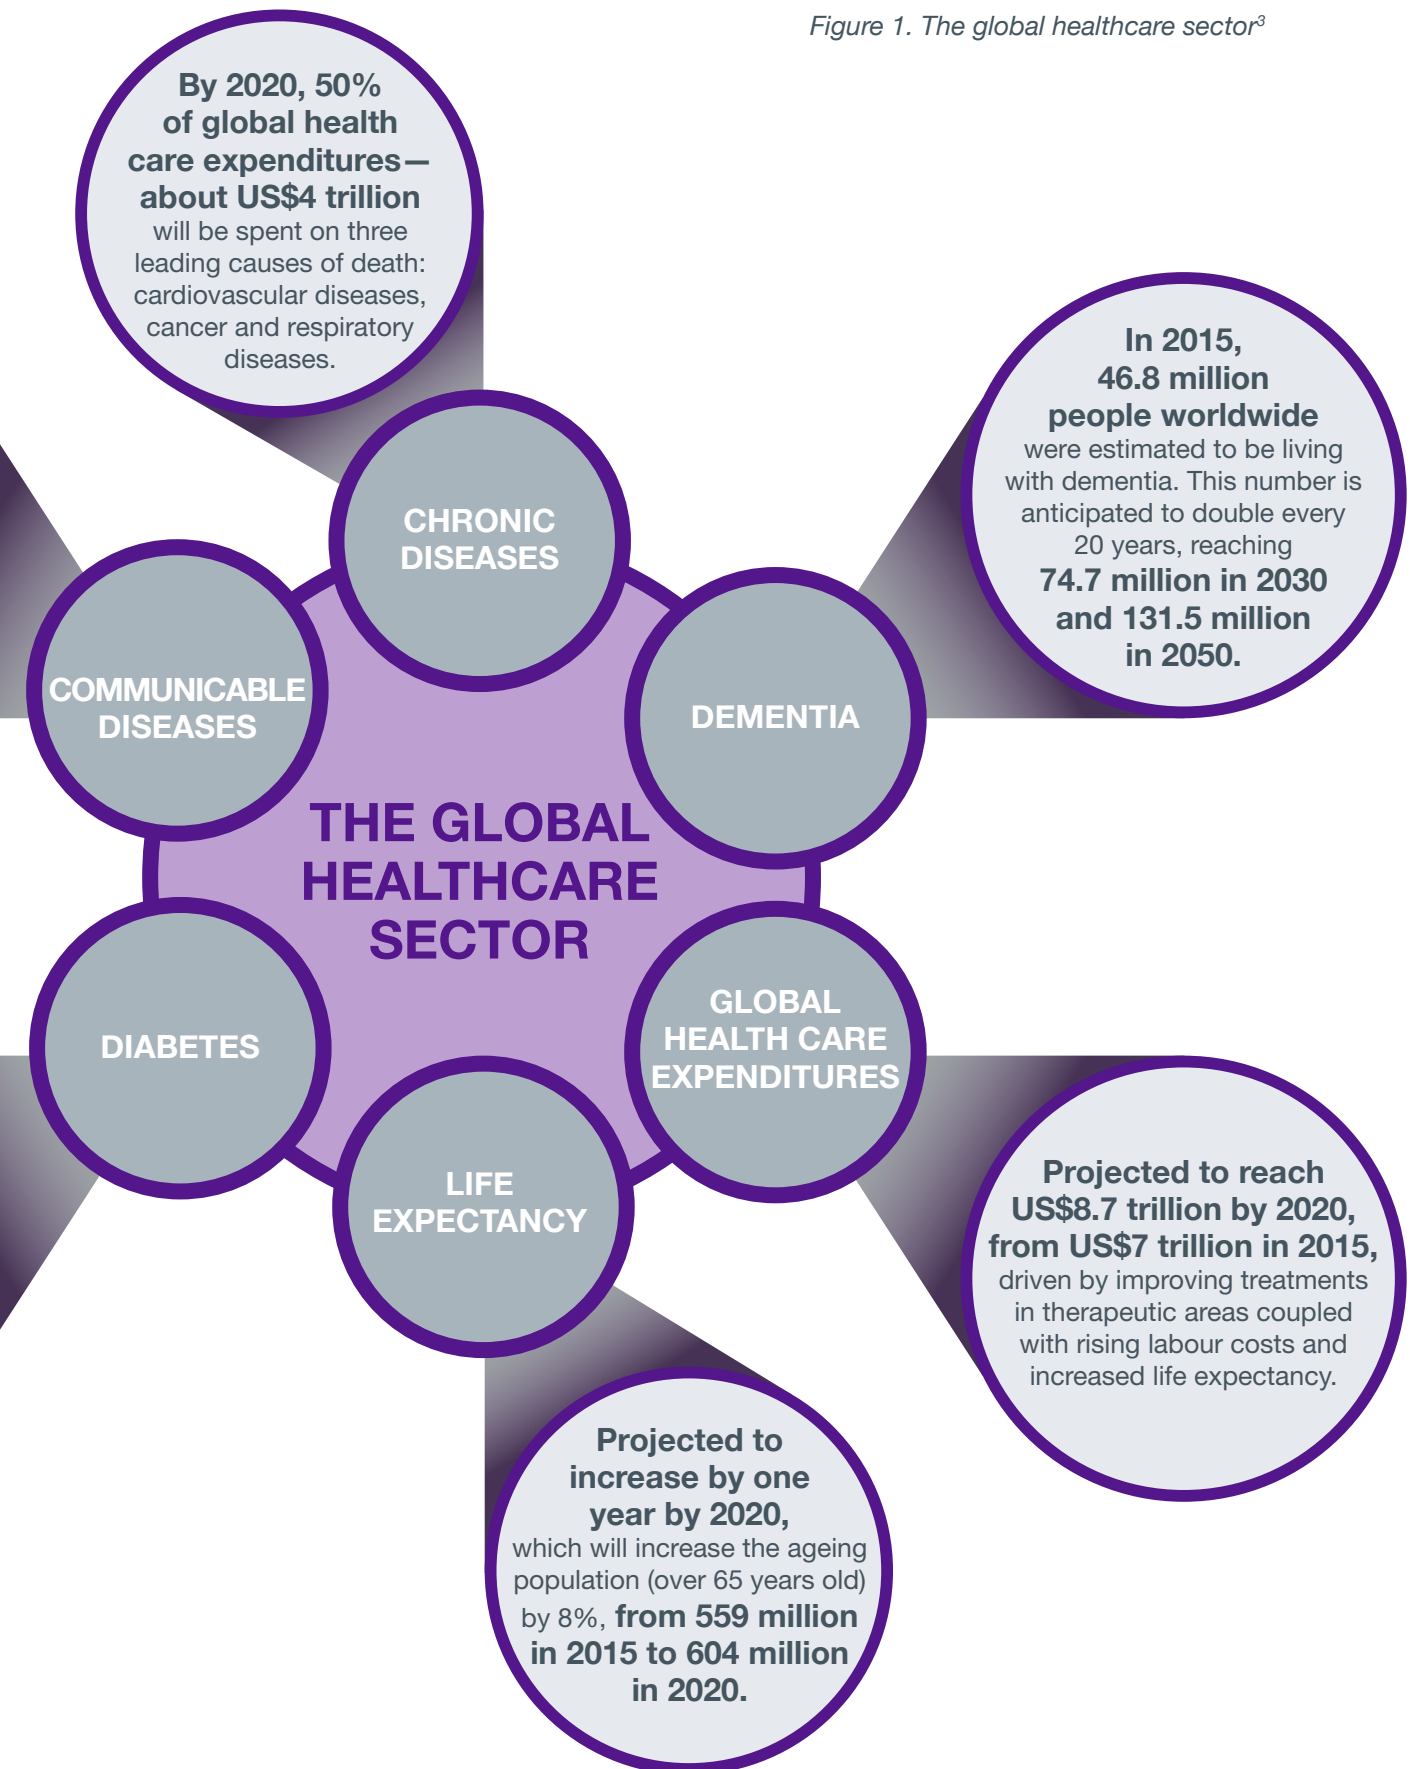 Figure 1. The global healthcare sector3
By 2020, 50%
of global health
care expenditures—
about US$4 trillion
will be spent on three
leading causes of death:
cardiovascular diseases,
cancer and respiratory
diseases.
In 2015,
46.8 million
people worldwide
were estimated to be living
with dementia. This number is
anticipated to double every
20 years, reaching
74.7 million in 2030
and 131.5 million
in 2050.
CHRONIC
DISEASES
COMMUNICABLE
DISEASES
DEMENTIA
THE GLOBAL
HEALTHCARE
SECTOR
DIABETES
GLOBAL
HEALTH CARE
EXPENDITURES
LIFE
EXPECTANCY
Projected to reach
US$8.7 trillion by 2020,
from US$7 trillion in 2015,
driven by improving treatments
in therapeutic areas coupled
with rising labour costs and
increased life expectancy.
Projected to
increase by one
year by 2020,
which will increase the ageing
population (over 65 years old)
by 8%, from 559 million
in 2015 to 604 million
in 2020.